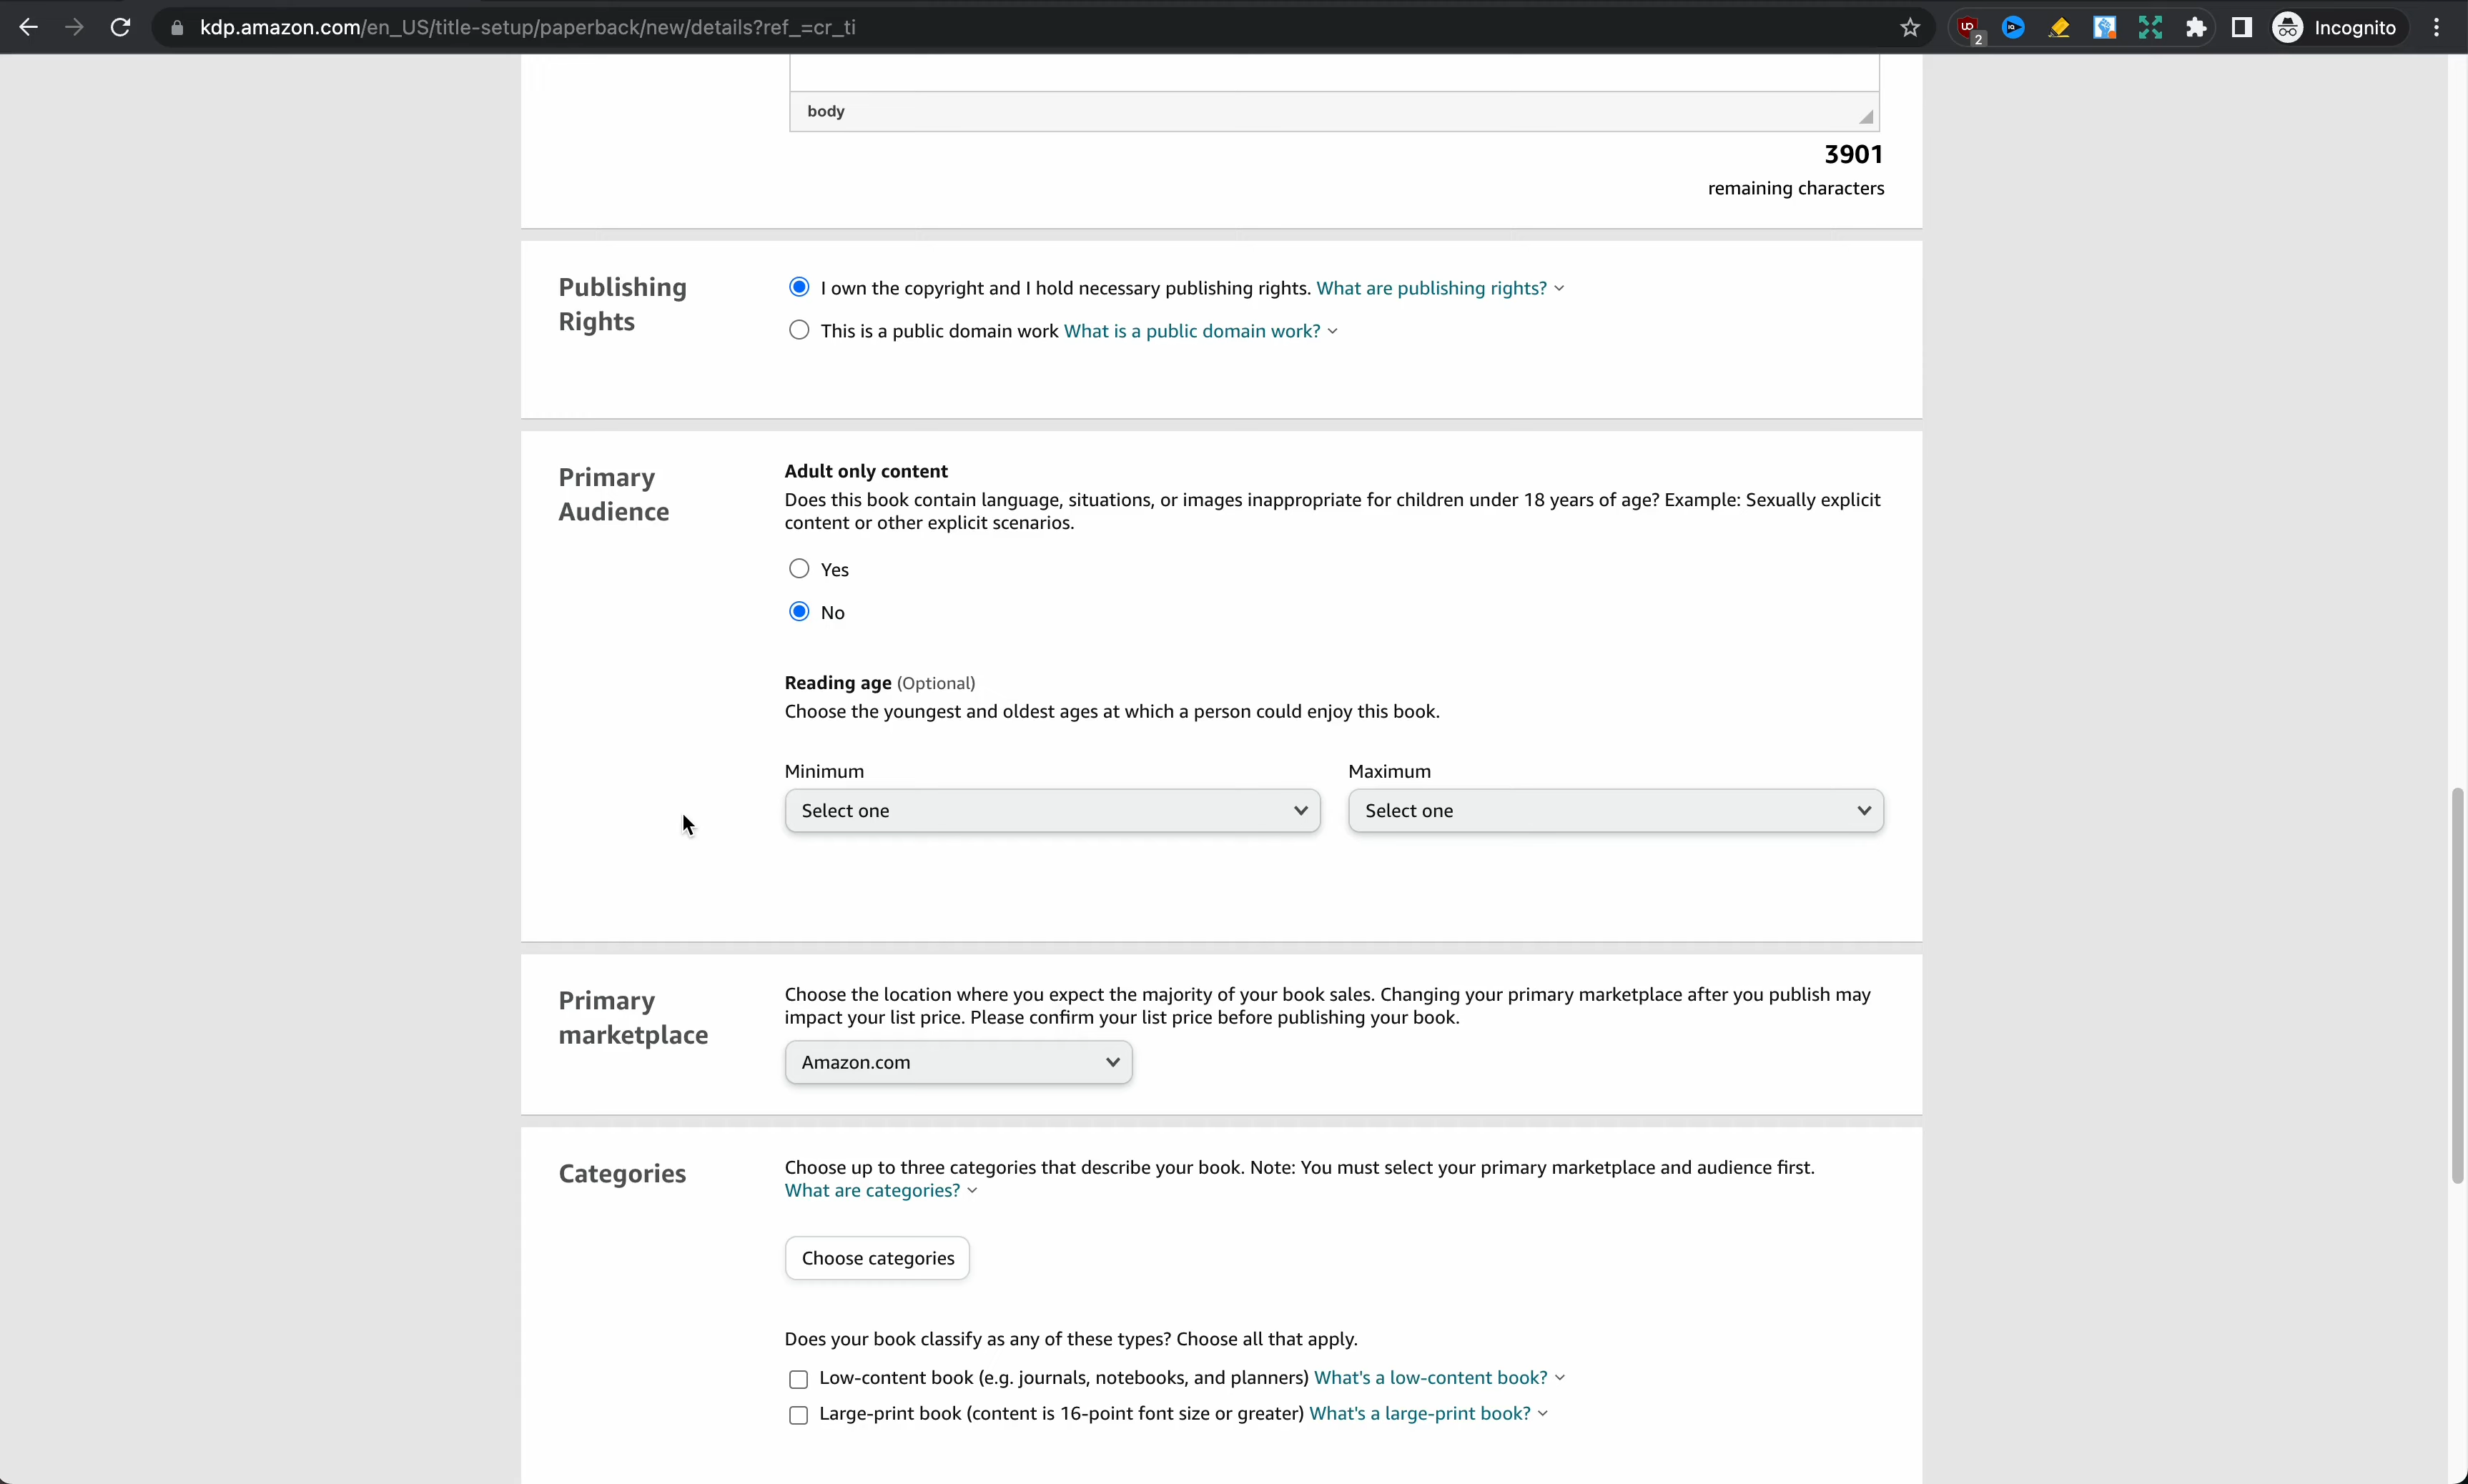 kdp.amazon.com/en_US/title-setup/paperback/new/details?ref_=cr_ti
2
Incognito
body
3901
remaining characters
Publishing
Rights
I own the copyright and I hold necessary publishing rights. What are publishing rights?
This is a public domain work What is a public domain work?
Primary
Audience
Adult only content
Does this book contain language, situations, or images inappropriate for children under 18 years of age? Example: Sexually explicit
content or other explicit scenarios.
Yes
No
Reading age (Optional)
Choose the youngest and oldest ages at which a person could enjoy this book.
Minimum
Maximum
Select one
Select one
Primary
marketplace
Choose the location where you expect the majority of your book sales. Changing your primary marketplace after you publish may
impact your list price. Please confirm your list price before publishing your book.
Amazon.com
Categories
Choose up to three categories that describe your book. Note: You must select your primary marketplace and audience first.
What are categories?
Choose categories
Does your book classify as any of these types? Choose all that apply.
Low-content book (e.g. journals, notebooks, and planners) What's a low-content book?
Large-print book (content is 16-point font size or greater) What's a large-print book?